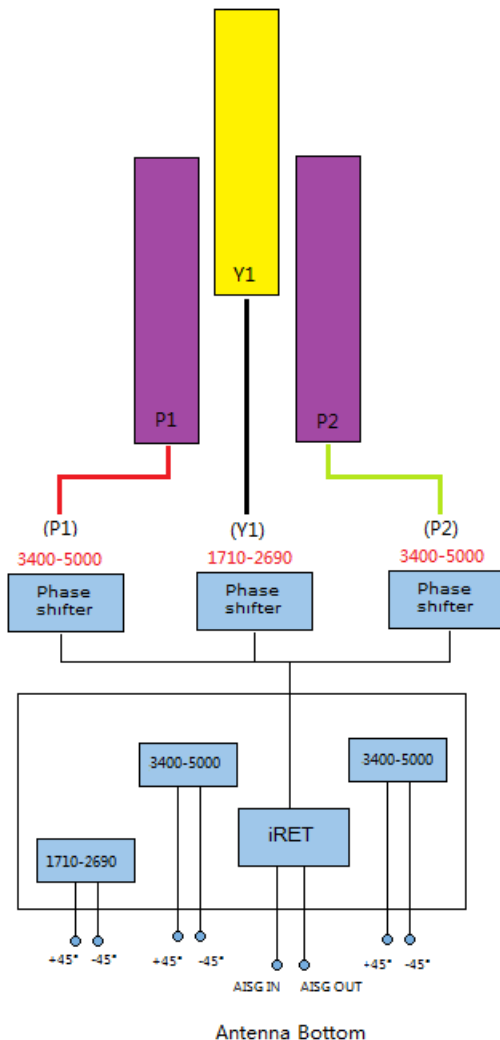 Y1
P1
P2
(P1)
(Y1)
(P2)
3400-5000
1710-2690
3400-5000
Phase
shifter
Phase
shifter
Phase
shifter
3400-5000
3400-5000
iRET
1710-2690
+45°
-45°
+45°
-45°
+45°
-45°
AISG IN
AISG OUT
Antenna Bottom